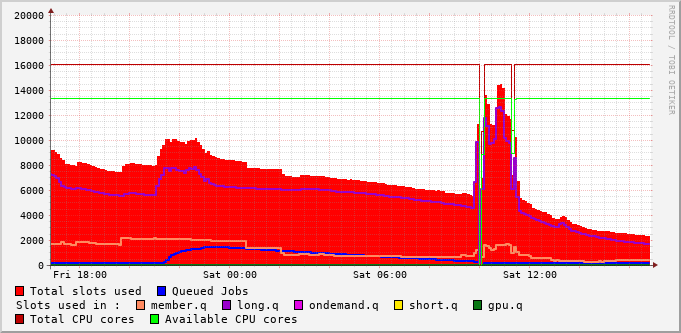 RRDTOOL / TOBI OETIKER
20000
18000
16000
14000
12000
10000
8000
6000
4000
2000
0
Fri 18:00 Sat 00:00 Sat 06:00 Sat 12:00
Total slots used Queued Jobs
Slots used in : member.q long.q ondemand.q short.q gpu.q
Total CPU cores Available CPU cores